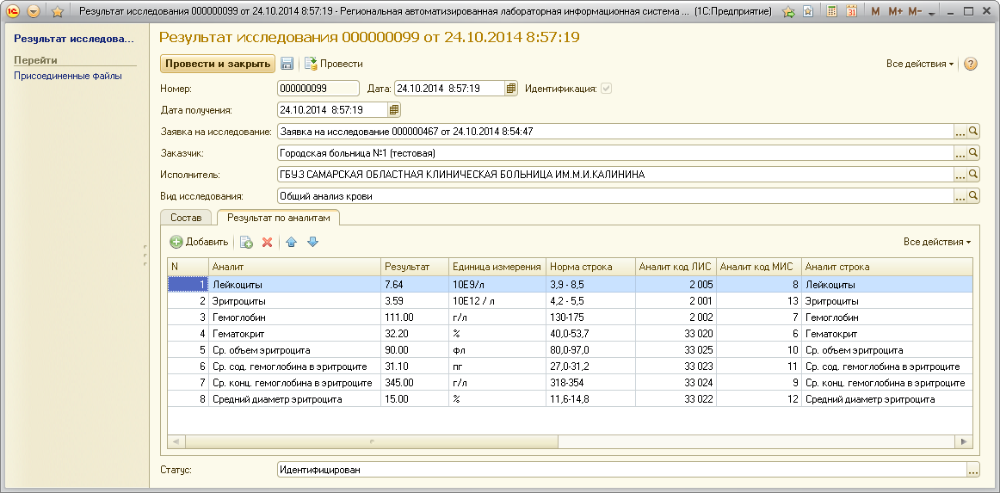 Результат исследования 000000099 от 24.10.2014 8:57:19 - Региональная автоматизированная лабораторная информационная система ... (1С:Предприятие) M M+ M-
Результат исследова...
Перейти
Присоединенные файлы
Результат исследования 000000099 от 24.10.2014 8:57:19
Провести и закрыть Провести Все действия
Номер: 000000099 Дата: 24.10.2014 8:57:19 Идентификация:
Дата получения: 24.10.2014 8:57:19
Заявка на исследование: Заявка на исследование 000000467 от 24.10.2014 8:54:47 ...
Заказчик: Городская больница №1 (тестовая) ...
Исполнитель: ГБУЗ САМАРСКАЯ ОБЛАСТНАЯ КЛИНИЧЕСКАЯ БОЛЬНИЦА ИМ.М.И.КАЛИНИНА ...
Вид исследования: Общий анализ крови ...
Состав Результат по аналитам
Добавить Все действия
N Аналит Результат Единица измерения Норма строка Аналит код ЛИС Аналит код МИС Аналит строка
1 Лейкоциты 7.64 10E9/л 3,9 - 8,5 2 005 8 Лейкоциты
2 Эритроциты 3.59 10E12 / л 4,2 - 5,5 2 001 13 Эритроциты
3 Гемоглобин 111.00 г/л 130-175 2 002 7 Гемоглобин
4 Гематокрит 32.20 % 40,0-53,7 33 020 6 Гематокрит
5 Ср. объем эритроцита 90.00 фл 80,0-97,0 33 025 10 Ср. объем эритроцита
6 Ср. сод. гемоглобина в эритроците 31.10 пг 27,0-31,2 33 023 11 Ср. сод. гемоглобина в эритроците
7 Ср. конц. гемоглобина в эритроците 345.00 г/л 318-354 33 024 9 Ср. конц. гемоглобина в эритроците
8 Средний диаметр эритроцита 15.00 % 11,6-14,8 33 022 12 Средний диаметр эритроцита
Статус: Идентифицирован ...